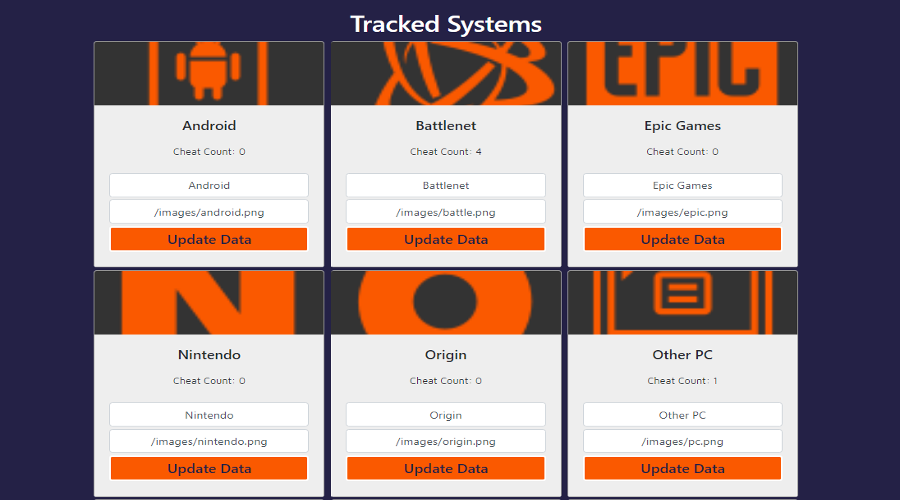 Tracked Systems
EPIC
Android
Cheat Count: 0
Android
/images/android.png
Update Data
Battlenet
Cheat Count: 4
Battlenet
/images/battle.png
Update Data
Epic Games
Cheat Count: 0
Epic Games
/images/epic.png
Update Data
N
O
Nintendo
Cheat Count: 0
Nintendo
/images/nintendo.png
Update Data
Origin
Cheat Count: 0
Origin
/images/origin.png
Update Data
Other PC
Cheat Count: 1
Other PC
/images/pc.png
Update Data